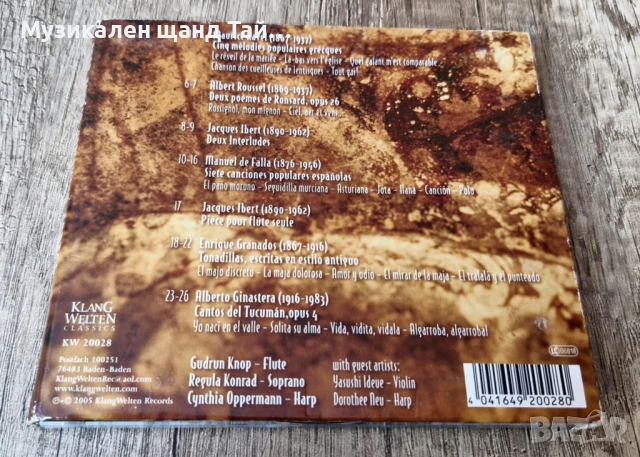 Музикален щанд Тай
(1867-1937)
Cinq mélodies populaires grecques
Le réveil de la mariée - Là-bas vers l'église - Quel galant m'est comparable
Chanson des cueilleuses de lentisques - Tout gai!
6-7 Albert Roussel (1869-1937)
Deux poèmes de Ronsard, opus 26
Rossignol, mon mignon - Ciel, aer et vens...
8-9 Jacques Ibert (1890-1962)
Deux Interludes
10-16 Manuel de Falla (1876-1946)
Siete canciones populares españolas
El paño moruno - Seguidilla murciana - Asturiana - Jota - Nana - Canción - Polo
17 Jacques Ibert (1890-1962)
Pièce pour flûte seule
18-22 Enrique Granados (1867-1916)
Tonadillas, escritas en estilo antiguo
El majo discreto - La maja dolorosa - Amor y odio - El mirar de la maja - El tralalá y el punteado
23-26 Alberto Ginastera (1916-1983)
Cantos del Tucumán, opus 4
Yo nací en el valle - Solita su alma - Vida, vidita, vidala - Algarroba, algarrobal
KLANG
WELTEN
CLASSICS
KW 20028
Postfach 100251
76483 Baden-Baden
KlangWeltenRec@aol.com
www.klangwelten.com
℗+© 2005 KlangWelten Records
Gudrun Knop - Flute
Regula Konrad - Soprano
Cynthia Oppermann - Harp
with guest artists:
Yasushi Ideue - Violin
Dorothee Neu - Harp
LC 00816
4 041649 200280
Bazar